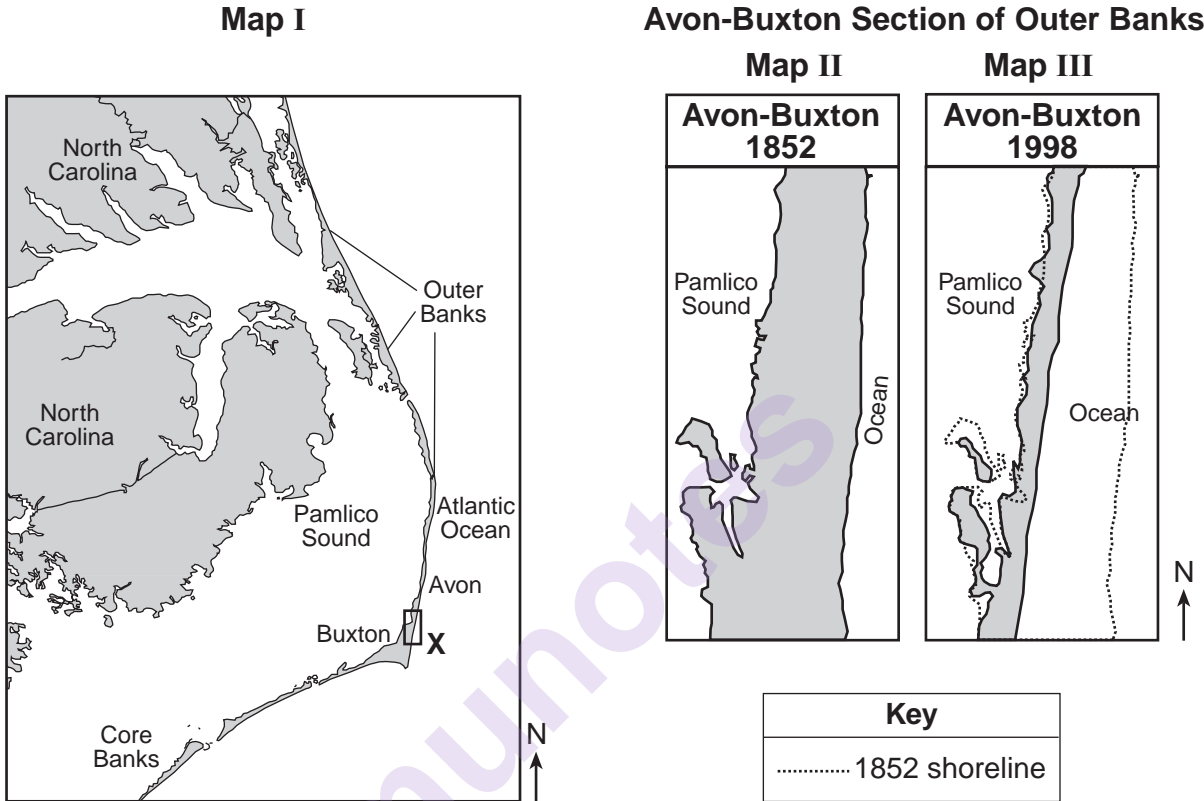 Map I
North
Carolina
Outer
Banks
North
Carolina
Pamlico
Sound
Atlantic
Ocean
Avon
Buxton
X
Core
Banks
N
Avon-Buxton Section of Outer Banks
Map II
Avon-Buxton
1852
Pamlico
Sound
Ocean
Map III
Avon-Buxton
1998
Pamlico
Sound
Ocean
N
Key
1852 shoreline